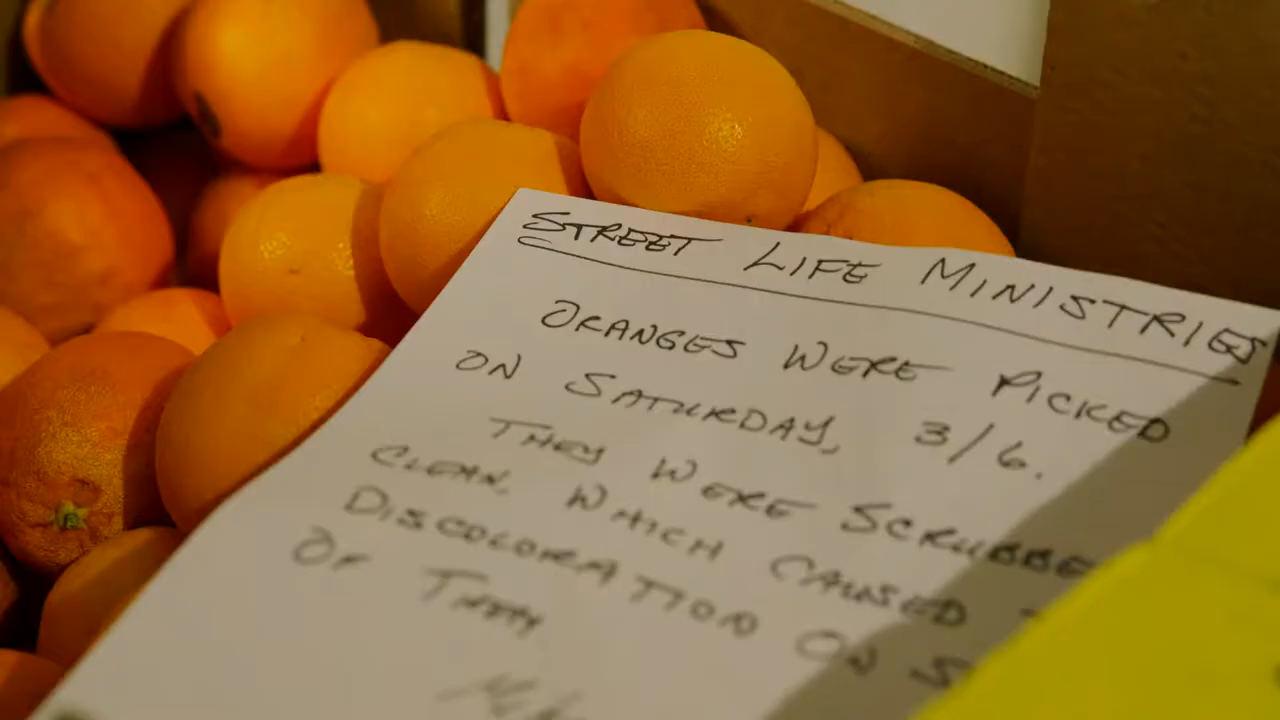 STREET LIFE MINISTRIES
ORANGES WERE PICKED
ON SATURDAY, 3/6.
THEY WERE SCRUBBE
CLEAN, WHICH CAUSED
DISCOLORATION ON S
OF THEM